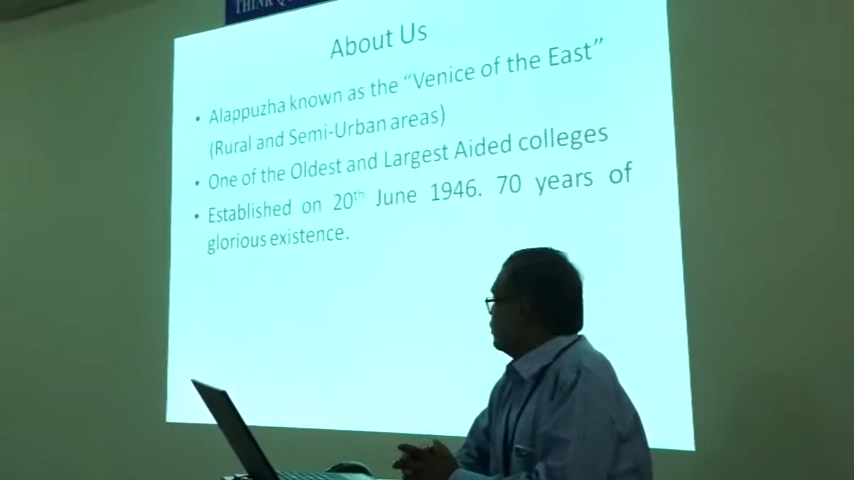 THINK
About Us
• Alappuzha known as the “Venice of the East”
(Rural and Semi-Urban areas)
• One of the Oldest and Largest Aided colleges
• Established on 20th June 1946. 70 years of
glorious existence.